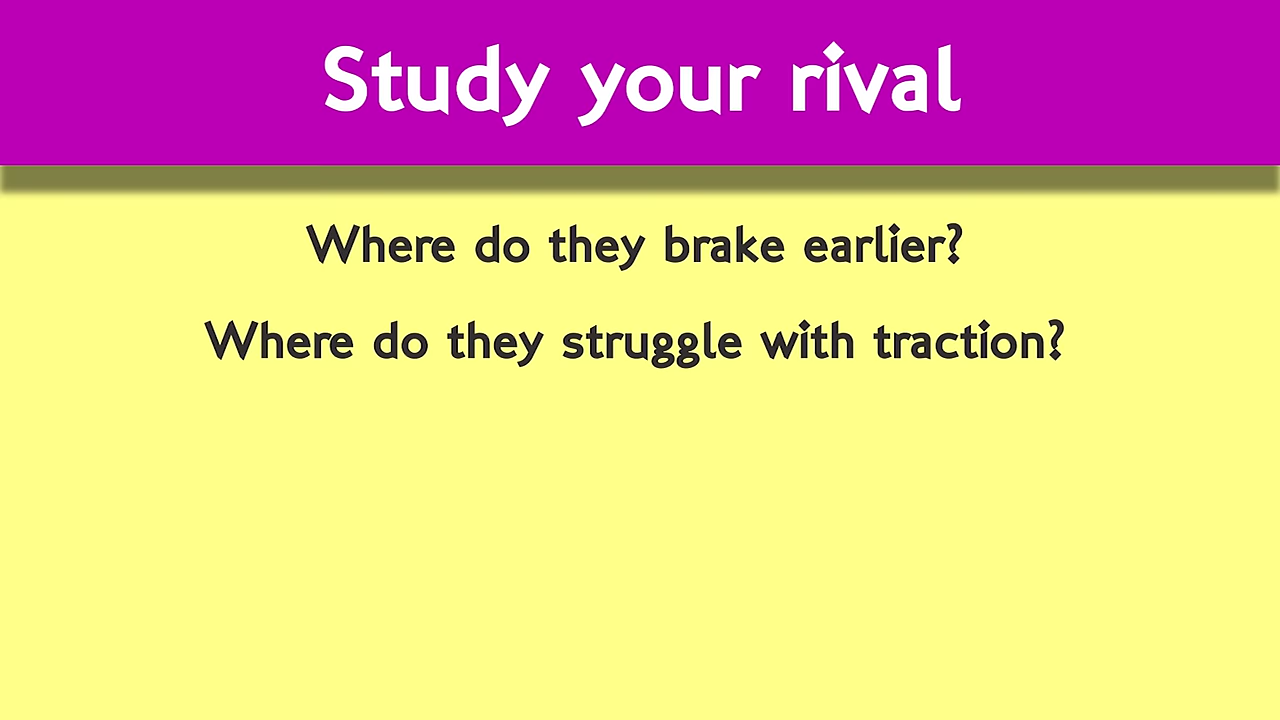 Study your rival
Where do they brake earlier?
Where do they struggle with traction?